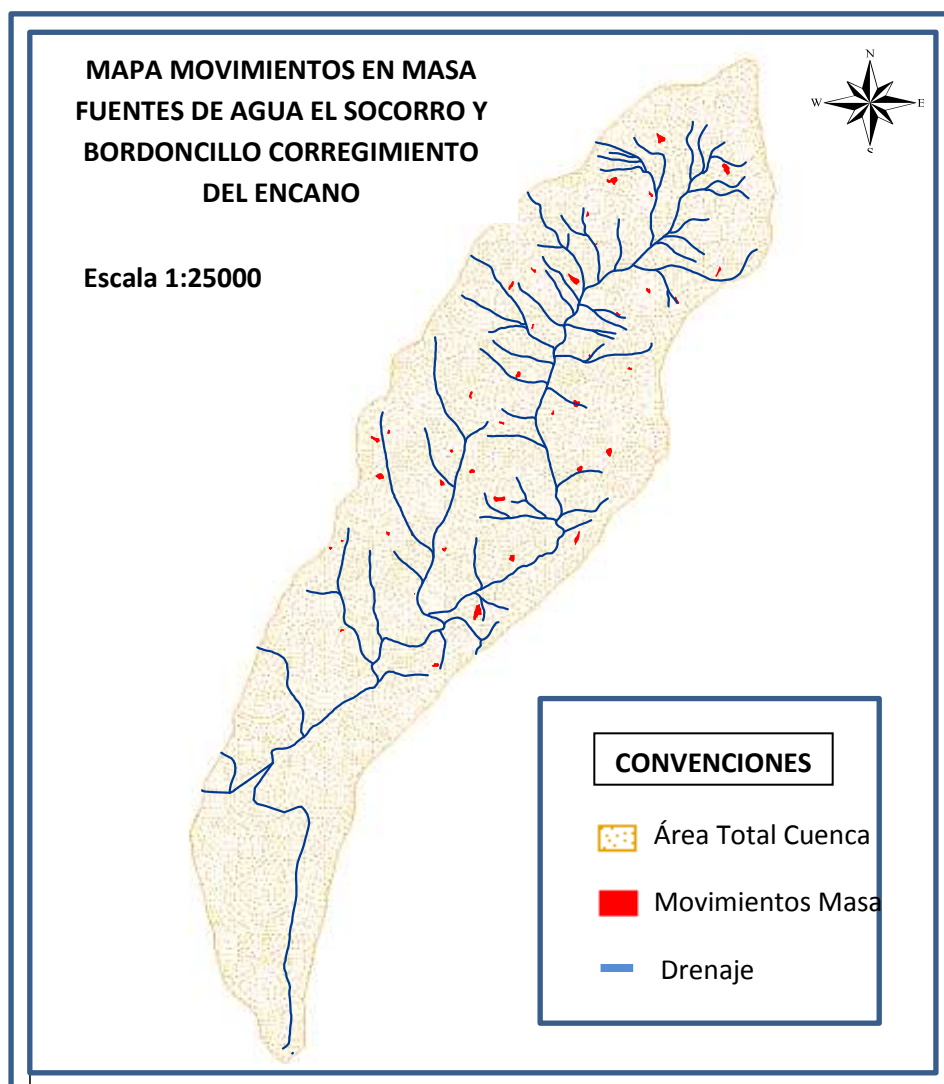 MAPA MOVIMIENTOS EN MASA
FUENTES DE AGUA EL SOCORRO Y
BORDONCILLO CORREGIMIENTO
DEL ENCANO
Escala 1:25000
N
W
E
S
CONVENCIONES
Área Total Cuenca
Movimientos Masa
Drenaje